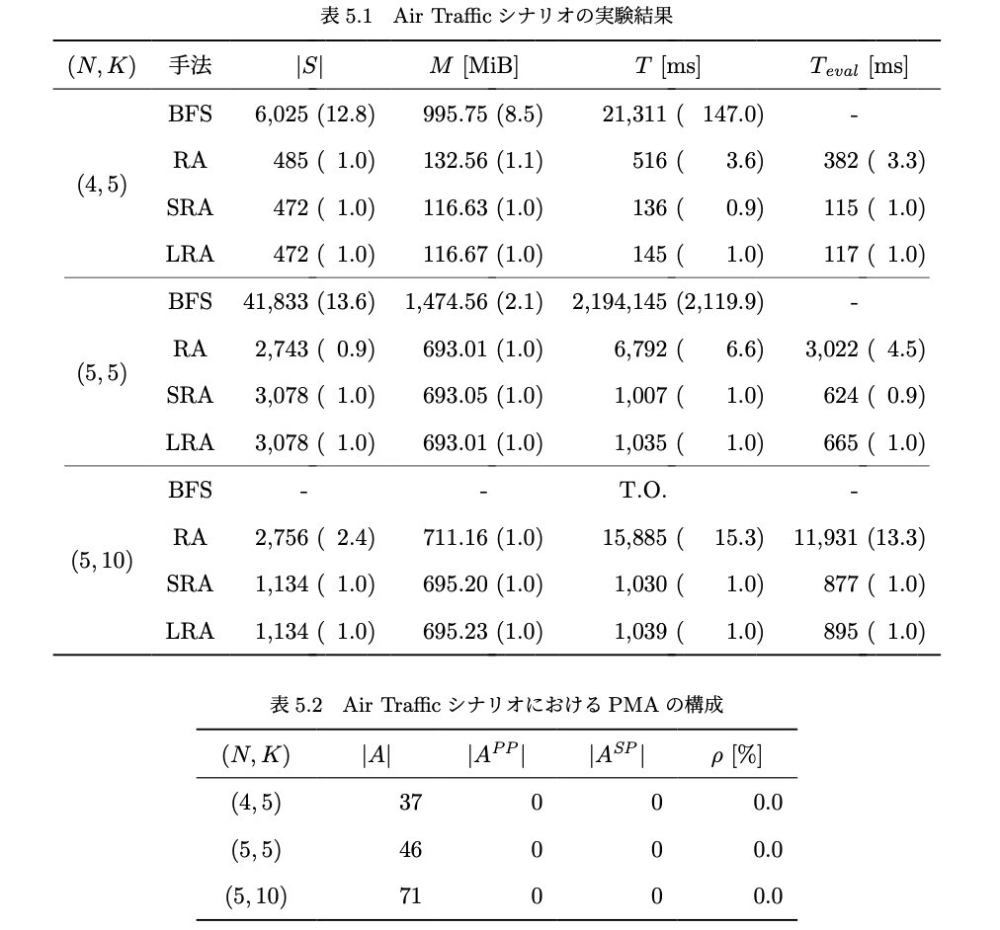 表 5.1 Air Traffic シナリオの実験結果
(N, K) 手法 |S| M [MiB] T [ms] T_eval [ms]
BFS 6,025 (12.8) 995.75 (8.5) 21,311 ( 147.0) -
RA 485 ( 1.0) 132.56 (1.1) 516 ( 3.6) 382 ( 3.3)
(4, 5)
SRA 472 ( 1.0) 116.63 (1.0) 136 ( 0.9) 115 ( 1.0)
LRA 472 ( 1.0) 116.67 (1.0) 145 ( 1.0) 117 ( 1.0)
BFS 41,833 (13.6) 1,474.56 (2.1) 2,194,145 (2,119.9) -
RA 2,743 ( 0.9) 693.01 (1.0) 6,792 ( 6.6) 3,022 ( 4.5)
(5, 5)
SRA 3,078 ( 1.0) 693.05 (1.0) 1,007 ( 1.0) 624 ( 0.9)
LRA 3,078 ( 1.0) 693.01 (1.0) 1,035 ( 1.0) 665 ( 1.0)
BFS - - T.O. -
RA 2,756 ( 2.4) 711.16 (1.0) 15,885 ( 15.3) 11,931 (13.3)
(5, 10)
SRA 1,134 ( 1.0) 695.20 (1.0) 1,030 ( 1.0) 877 ( 1.0)
LRA 1,134 ( 1.0) 695.23 (1.0) 1,039 ( 1.0) 895 ( 1.0)
表 5.2 Air Traffic シナリオにおける PMA の構成
(N, K) |A| |A^PP| |A^SP| ρ [%]
(4, 5) 37 0 0 0.0
(5, 5) 46 0 0 0.0
(5, 10) 71 0 0 0.0